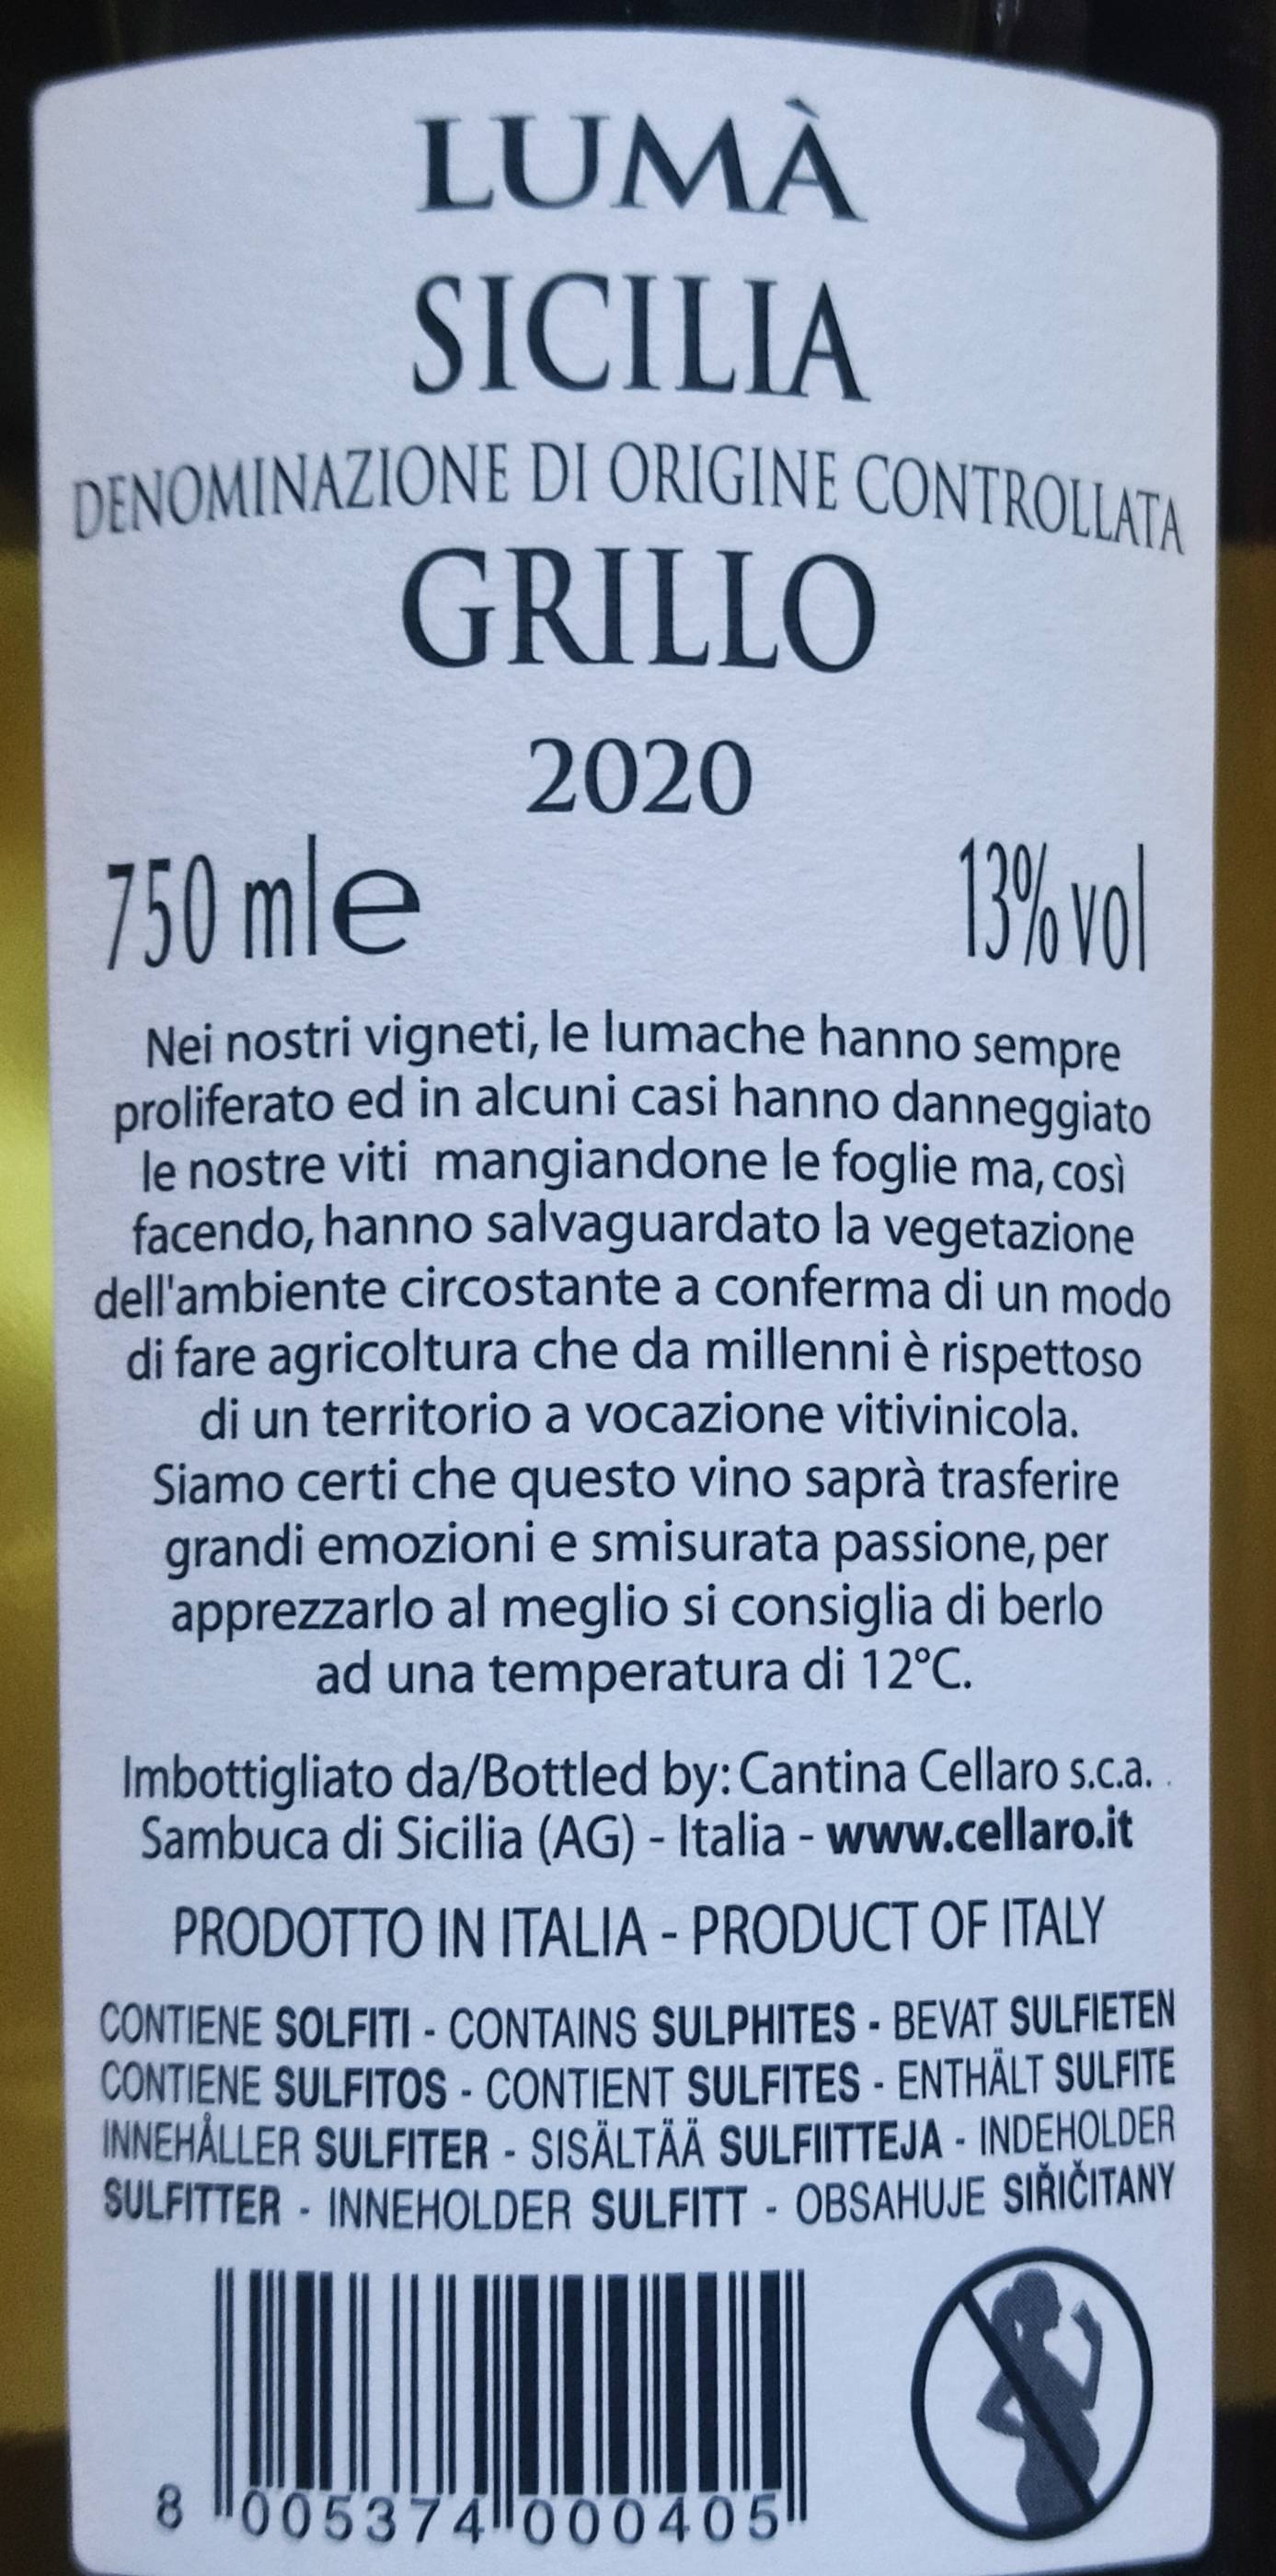 LUMÀ
SICILIA
DENOMINAZIONE DI ORIGINE CONTROLLATA
GRILLO
2020
750 ml e 13% vol
Nei nostri vigneti, le lumache hanno sempre
proliferato ed in alcuni casi hanno danneggiato
le nostre viti mangiandone le foglie ma, così
facendo, hanno salvaguardato la vegetazione
dell'ambiente circostante a conferma di un modo
di fare agricoltura che da millenni è rispettoso
di un territorio a vocazione vitivinicola.
Siamo certi che questo vino saprà trasferire
grandi emozioni e smisurata passione, per
apprezzarlo al meglio si consiglia di berlo
ad una temperatura di 12°C.
Imbottigliato da/Bottled by: Cantina Cellaro s.c.a. .
Sambuca di Sicilia (AG) - Italia - www.cellaro.it
PRODOTTO IN ITALIA - PRODUCT OF ITALY
CONTIENE SOLFITI - CONTAINS SULPHITES - BEVAT SULFIETEN
CONTIENE SULFITOS - CONTIENT SULFITES - ENTHÄLT SULFITE
INNEHÅLLER SULFITER - SISÄLTÄÄ SULFIITTEJA - INDEHOLDER
SULFITTER - INNEHOLDER SULFITT - OBSAHUJE SIŘIČITANY
8 005374 000405